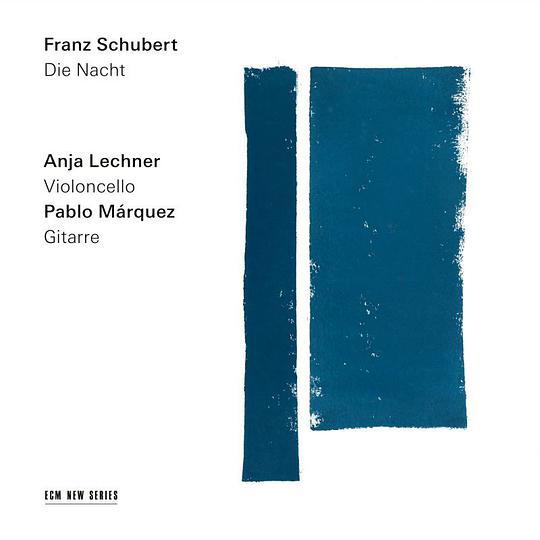 Franz Schubert
Die Nacht
Anja Lechner
Violoncello
Pablo Márquez
Gitarre
ECM NEW SERIES